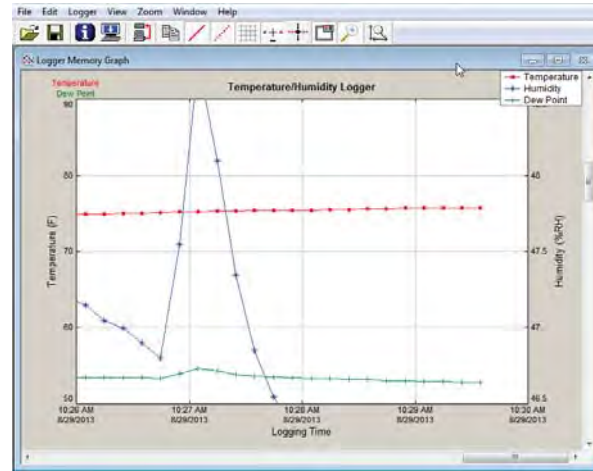 File Edit Logger View Zoom Window Help
Logger Memory Graph
Temperature
Dew Point
Temperature/Humidity Logger
Temperature
Humidity
Dew Point
90
80
48
70
47.5
60
47
50
46.5
Temperature (F)
Humidity (%RH)
10:26 AM 10:27 AM 10:28 AM 10:29 AM 10:30 AM
8/29/2013 8/29/2013 8/29/2013 8/29/2013 8/29/2013
Logging Time